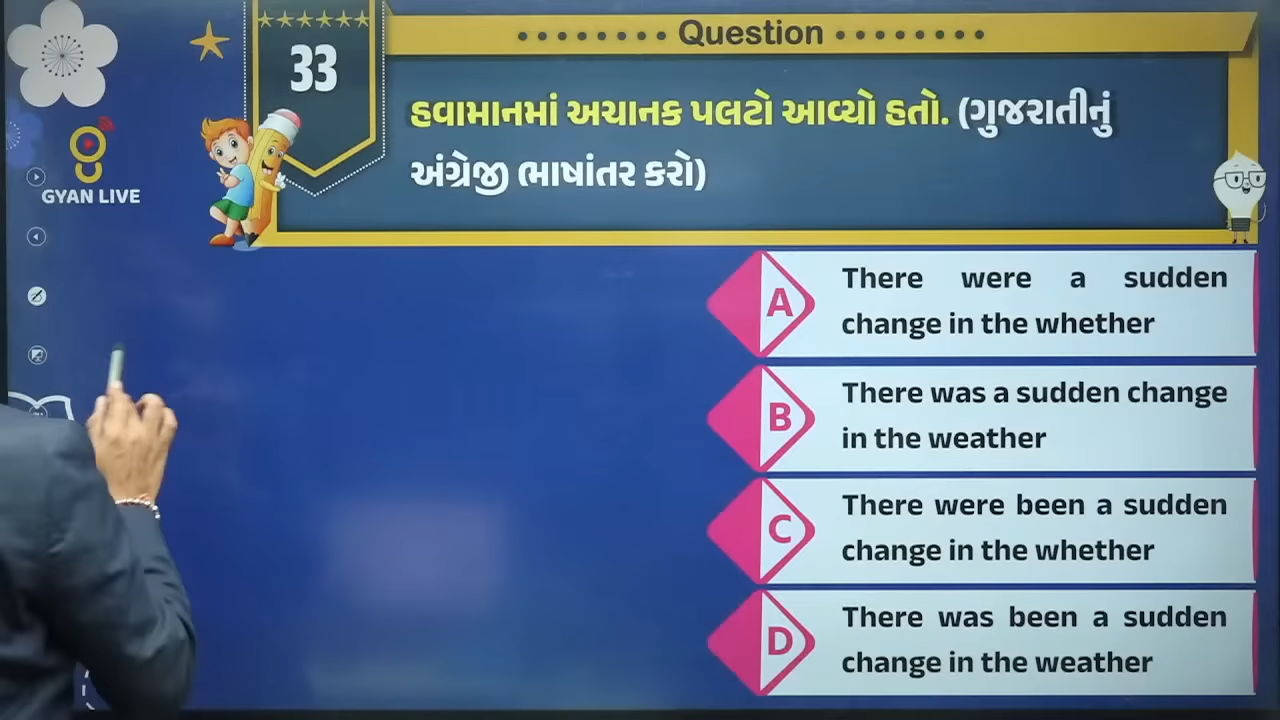 Question
33
હવામાનમાં અચાનક પલટો આવ્યો હતો. (ગુજરાતીનું
અંગ્રેજી ભાષાંતર કરો)
GYAN LIVE
A
There were a sudden
change in the whether
B
There was a sudden change
in the weather
C
There were been a sudden
change in the whether
D
There was been a sudden
change in the weather